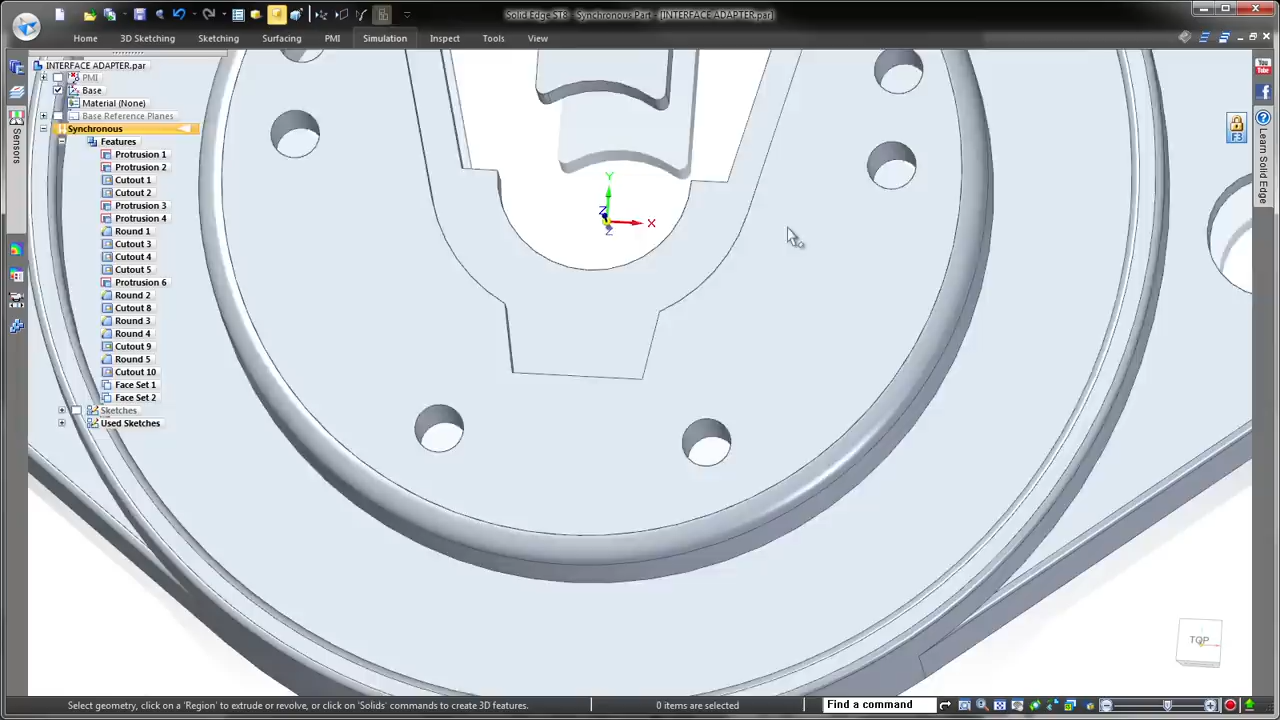 Solid Edge ST8 - Synchronous Part - [INTERFACE ADAPTER.par]
Home
3D Sketching
Sketching
Surfacing
PMI
Simulation
Inspect
Tools
View
INTERFACE ADAPTER.par
PMI
Base
Material (None)
Base Reference Planes
Synchronous
Features
Protrusion 1
Protrusion 2
Cutout 1
Cutout 2
Protrusion 3
Protrusion 4
Round 1
Cutout 3
Cutout 4
Cutout 5
Protrusion 6
Round 2
Cutout 8
Round 3
Round 4
Cutout 9
Round 5
Cutout 10
Face Set 1
Face Set 2
Sketches
Used Sketches
Sensors
Y
Z
X
Z
You
Tube
F3
Learn Solid Edge
TOP
Select geometry, click on a 'Region' to extrude or revolve, or click on 'Solids' commands to create 3D features.
0 items are selected
Find a command